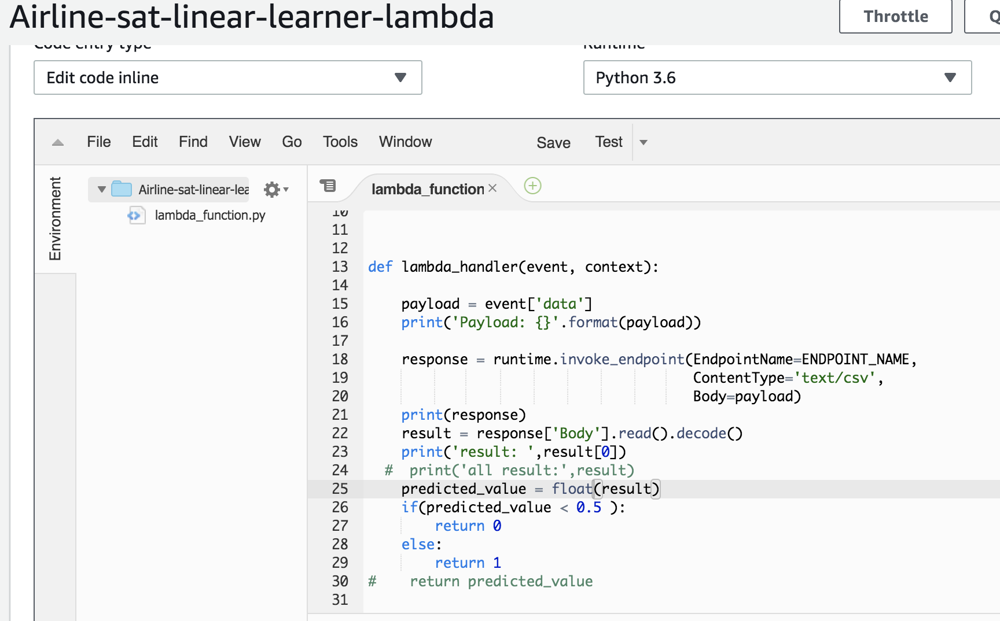 Airline-sat-linear-learner-lambda
Throttle
Code entry type
Runtime
Edit code inline
Python 3.6
File Edit Find View Go Tools Window Save Test
Environment
Airline-sat-linear-lea
lambda_function.py
lambda_function
10
11
12
13 def lambda_handler(event, context):
14
15     payload = event['data']
16     print('Payload: {}'.format(payload))
17
18     response = runtime.invoke_endpoint(EndpointName=ENDPOINT_NAME,
19                                        ContentType='text/csv',
20                                        Body=payload)
21     print(response)
22     result = response['Body'].read().decode()
23     print('result: ',result[0])
24   #  print('all result:',result)
25     predicted_value = float(result)
26     if(predicted_value < 0.5 ):
27         return 0
28     else:
29         return 1
30 #    return predicted_value
31